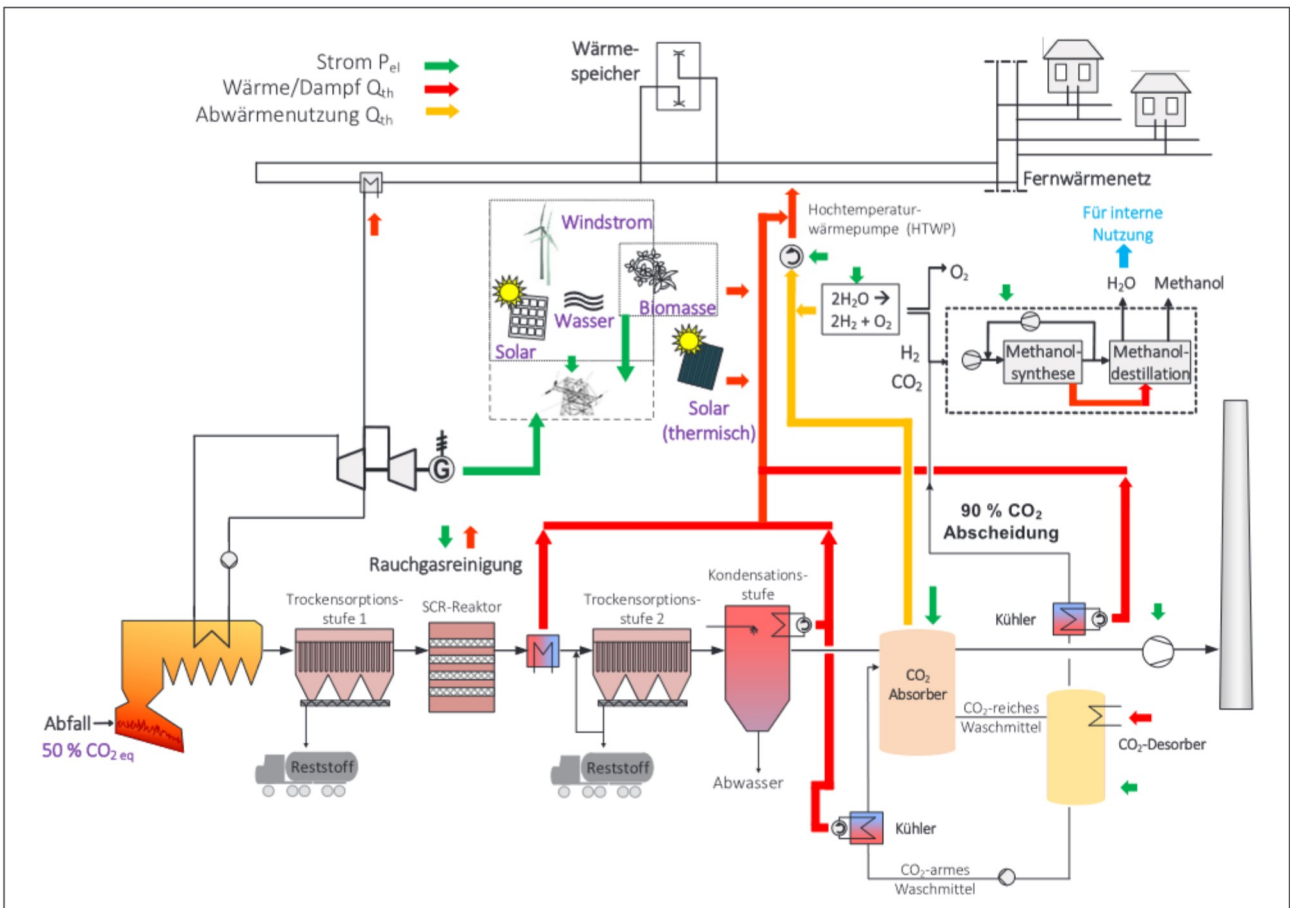 Strom P_el
Wärme/Dampf Q_th
Abwärmenutzung Q_th
Wärme-
speicher
Fernwärmenetz
Windstrom
Biomasse
Wasser
Solar
Solar
(thermisch)
Hochtemperatur-
wärmepumpe (HTWP)
2H₂O →
2H₂ + O₂
O₂
H₂
CO₂
Für interne
Nutzung
H₂O
Methanol
Methanol-
synthese
Methanol-
destillation
G
90 % CO₂
Abscheidung
Rauchgasreinigung
Trockensorptions-
stufe 1
SCR-Reaktor
Trockensorptions-
stufe 2
Kondensations-
stufe
Kühler
CO₂
Absorber
CO₂-reiches
Waschmittel
CO₂-Desorber
Abfall
50 % CO₂ eq
Reststoff
Reststoff
Abwasser
Kühler
CO₂-armes
Waschmittel